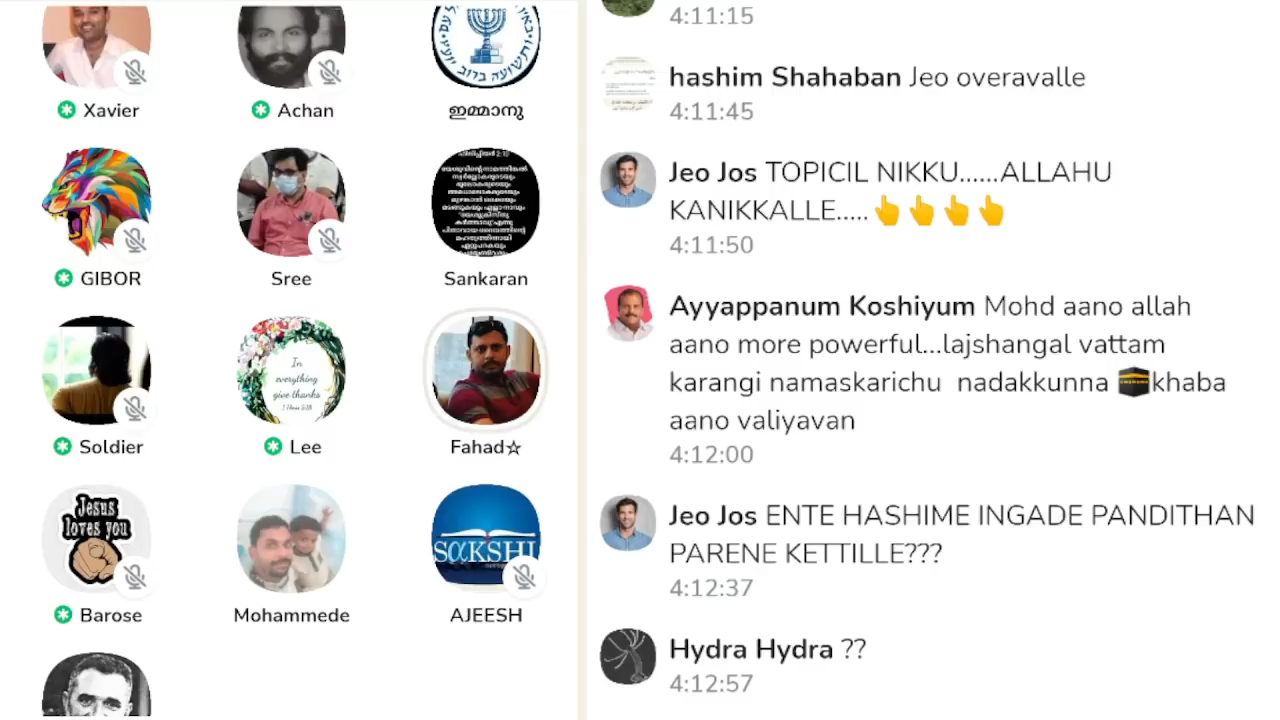 Xavier
Achan
ഇമ്മാനു
GIBOR
Sree
Sankaran
Soldier
In
everything
give thanks
Lee
Fahad☆
Jesus
loves you
Barose
Mohammede
SαKSHI
AJEESH
4:11:15
hashim Shahaban Jeo overavalle
4:11:45
Jeo Jos TOPICIL NIKKU......ALLAHU
KANIKKALLE.....👆👆👆👆
4:11:50
Ayyappanum Koshiyum Mohd aano allah
aano more powerful...lajshangal vattam
karangi namaskarichu nadakkunna 🕋khaba
aano valiyavan
4:12:00
Jeo Jos ENTE HASHIME INGADE PANDITHAN
PARENE KETTILLE???
4:12:37
Hydra Hydra ??
4:12:57